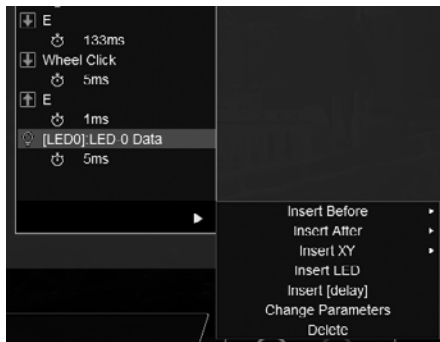 E
133ms
Wheel Click
5ms
E
1ms
[LED0]:LED-0 Data
5ms
Insert Before
Insert After
Insert XY
Insert LED
Insert [delay]
Change Parameters
Delete